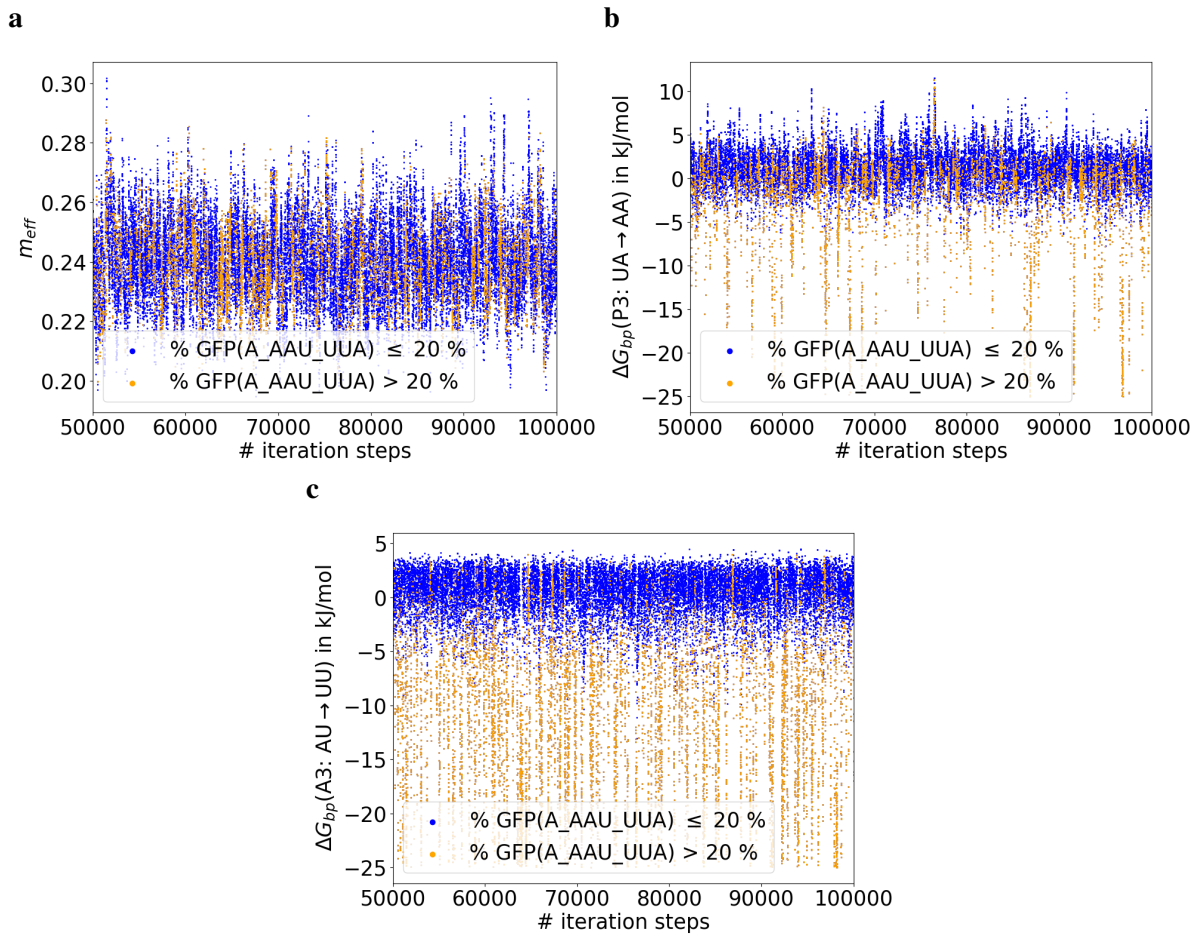 a
0.30
0.28
0.26
0.24
0.22
0.20
m_eff
% GFP(A_AAU_UUA) ≤ 20 %
% GFP(A_AAU_UUA) > 20 %
50000 60000 70000 80000 90000 100000
# iteration steps
b
10
5
0
−5
−10
−15
−20
−25
ΔG_bp(P3: UA→AA) in kJ/mol
% GFP(A_AAU_UUA) ≤ 20 %
% GFP(A_AAU_UUA) > 20 %
50000 60000 70000 80000 90000 100000
# iteration steps
c
5
0
−5
−10
−15
−20
−25
ΔG_bp(A3: AU→UU) in kJ/mol
% GFP(A_AAU_UUA) ≤ 20 %
% GFP(A_AAU_UUA) > 20 %
50000 60000 70000 80000 90000 100000
# iteration steps